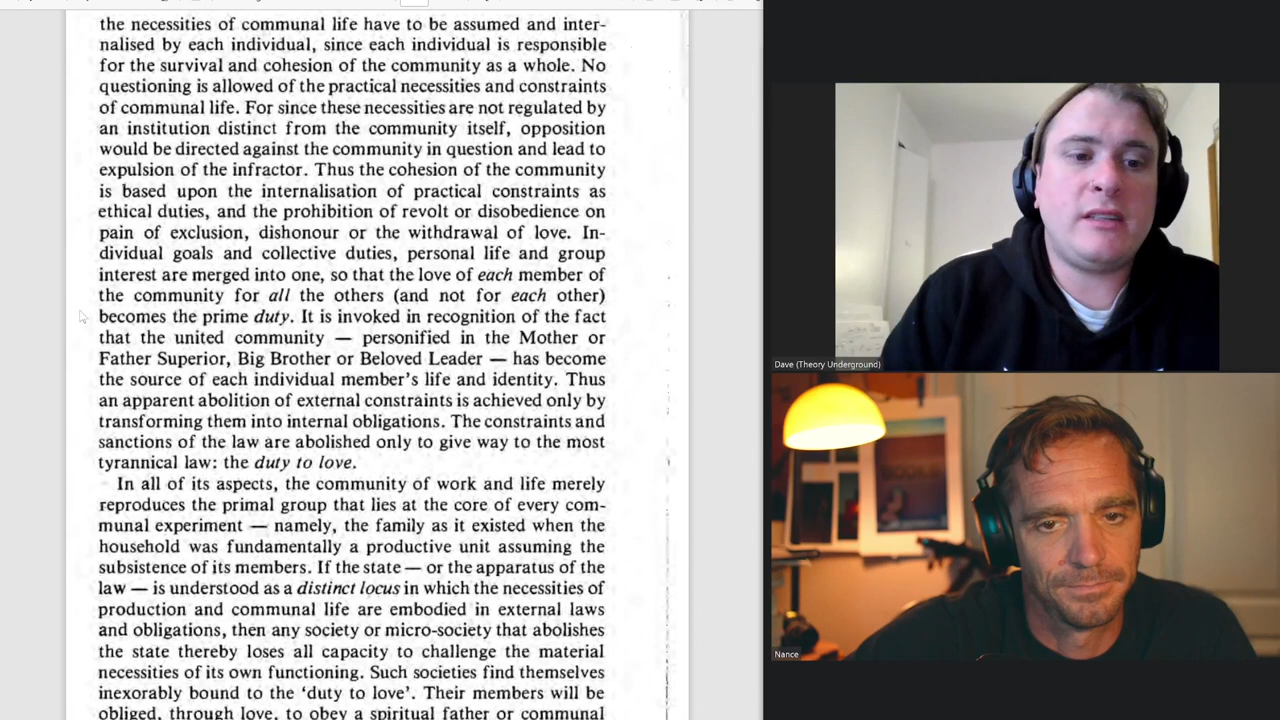 the necessities of communal life have to be assumed and inter-
nalised by each individual, since each individual is responsible
for the survival and cohesion of the community as a whole. No
questioning is allowed of the practical necessities and constraints
of communal life. For since these necessities are not regulated by
an institution distinct from the community itself, opposition
would be directed against the community in question and lead to
expulsion of the infractor. Thus the cohesion of the community
is based upon the internalisation of practical constraints as
ethical duties, and the prohibition of revolt or disobedience on
pain of exclusion, dishonour or the withdrawal of love. In-
dividual goals and collective duties, personal life and group
interest are merged into one, so that the love of each member of
the community for all the others (and not for each other)
becomes the prime duty. It is invoked in recognition of the fact
that the united community — personified in the Mother or
Father Superior, Big Brother or Beloved Leader — has become
the source of each individual member's life and identity. Thus
an apparent abolition of external constraints is achieved only by
transforming them into internal obligations. The constraints and
sanctions of the law are abolished only to give way to the most
tyrannical law: the duty to love.
In all of its aspects, the community of work and life merely
reproduces the primal group that lies at the core of every com-
munal experiment — namely, the family as it existed when the
household was fundamentally a productive unit assuming the
subsistence of its members. If the state — or the apparatus of the
law — is understood as a distinct locus in which the necessities of
production and communal life are embodied in external laws
and obligations, then any society or micro-society that abolishes
the state thereby loses all capacity to challenge the material
necessities of its own functioning. Such societies find themselves
inexorably bound to the 'duty to love'. Their members will be
obliged, through love, to obey a spiritual father or communal
Dave (Theory Underground)
Nance